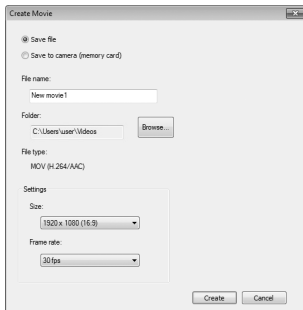 Create Movie
Save file
Save to camera (memory card)
File name:
New movie1
Folder:
C:\Users\user\Videos
Browse...
File type:
MOV (H.264/AAC)
Settings
Size:
1920 x 1080 (16:9)
Frame rate:
30 fps
Create
Cancel